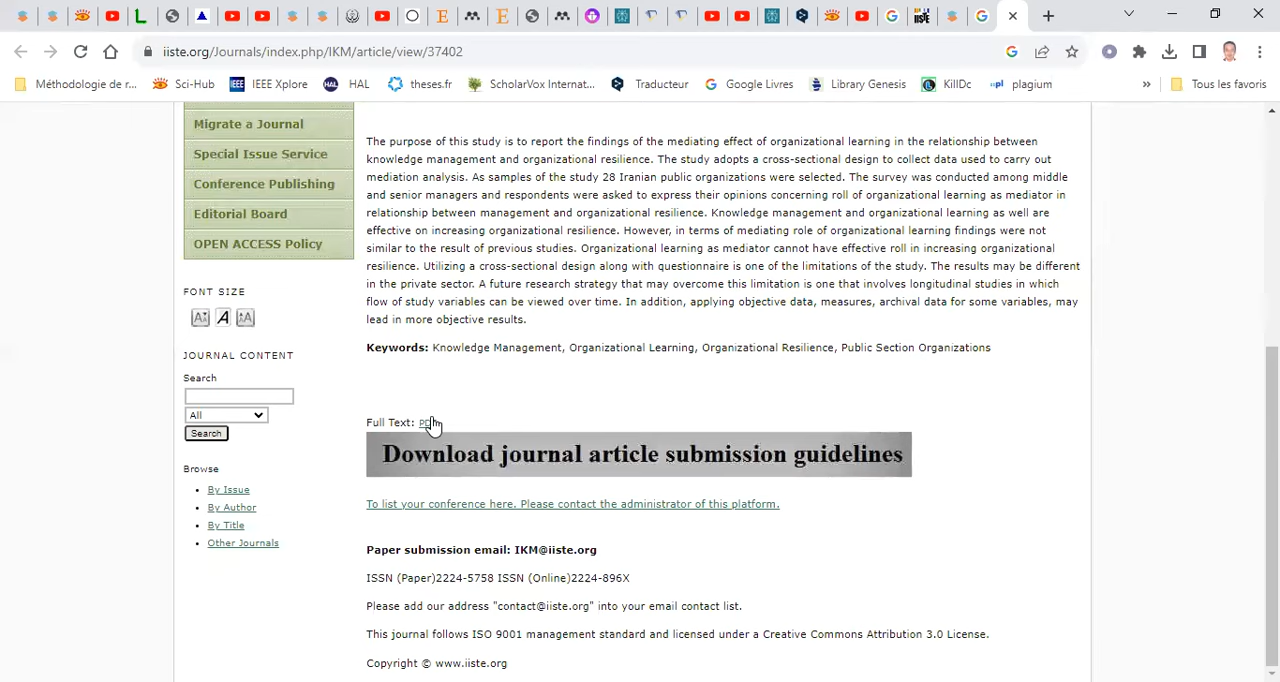 iiste.org/Journals/index.php/IKM/article/view/37402
Méthodologie de r...
Sci-Hub
IEEE Xplore
HAL
theses.fr
ScholarVox Internat...
Traducteur
Google Livres
Library Genesis
KillDc
plagium
»
Tous les favoris
Migrate a Journal
Special Issue Service
Conference Publishing
Editorial Board
OPEN ACCESS Policy
FONT SIZE
JOURNAL CONTENT
Search
All
Search
Browse
By Issue
By Author
By Title
Other Journals
The purpose of this study is to report the findings of the mediating effect of organizational learning in the relationship between
knowledge management and organizational resilience. The study adopts a cross-sectional design to collect data used to carry out
mediation analysis. As samples of the study 28 Iranian public organizations were selected. The survey was conducted among middle
and senior managers and respondents were asked to express their opinions concerning roll of organizational learning as mediator in
relationship between management and organizational resilience. Knowledge management and organizational learning as well are
effective on increasing organizational resilience. However, in terms of mediating role of organizational learning findings were not
similar to the result of previous studies. Organizational learning as mediator cannot have effective roll in increasing organizational
resilience. Utilizing a cross-sectional design along with questionnaire is one of the limitations of the study. The results may be different
in the private sector. A future research strategy that may overcome this limitation is one that involves longitudinal studies in which
flow of study variables can be viewed over time. In addition, applying objective data, measures, archival data for some variables, may
lead in more objective results.
Keywords: Knowledge Management, Organizational Learning, Organizational Resilience, Public Section Organizations
Full Text:
Download journal article submission guidelines
To list your conference here. Please contact the administrator of this platform.
Paper submission email: IKM@iiste.org
ISSN (Paper)2224-5758 ISSN (Online)2224-896X
Please add our address "contact@iiste.org" into your email contact list.
This journal follows ISO 9001 management standard and licensed under a Creative Commons Attribution 3.0 License.
Copyright © www.iiste.org